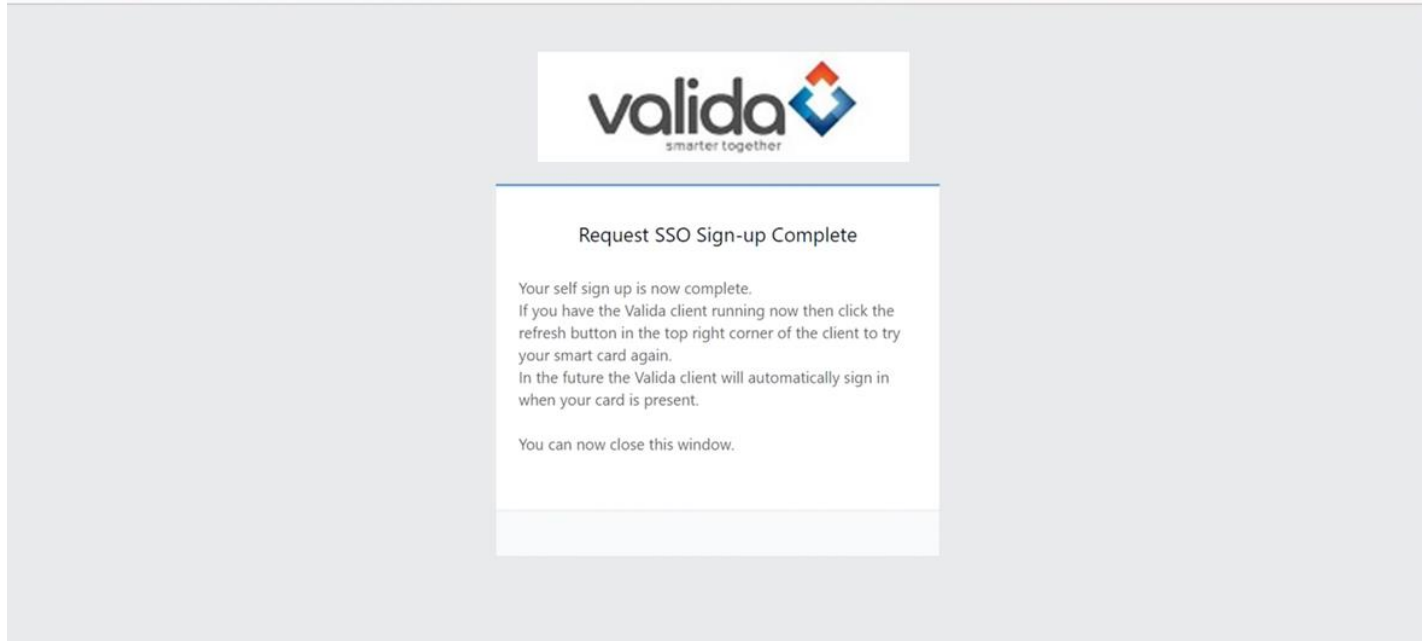 valida
smarter together
Request SSO Sign-up Complete
Your self sign up is now complete.
If you have the Valida client running now then click the
refresh button in the top right corner of the client to try
your smart card again.
In the future the Valida client will automatically sign in
when your card is present.
You can now close this window.